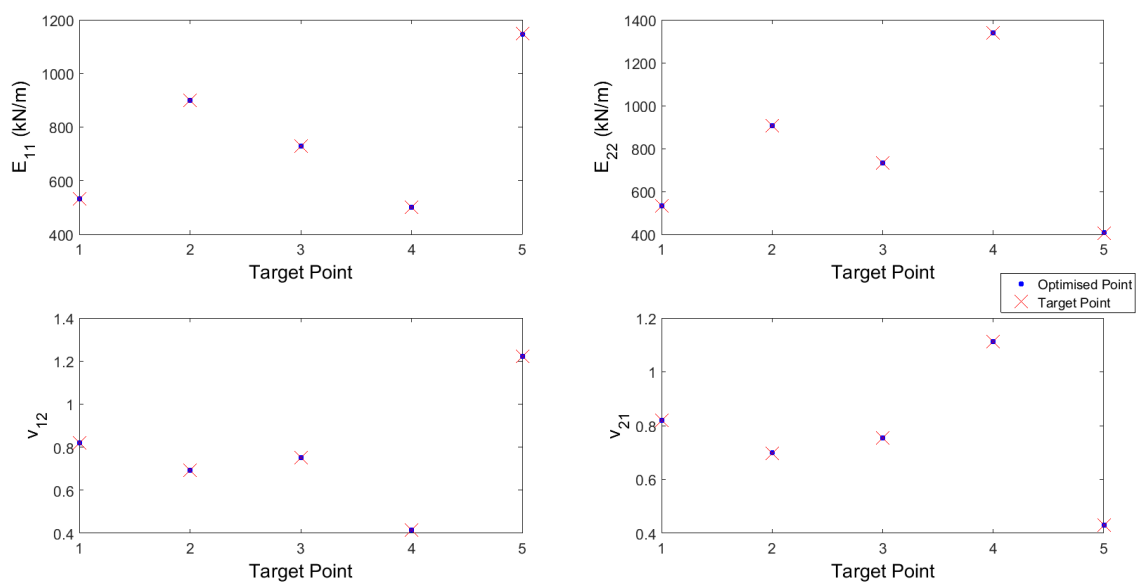 1200
1000
800
600
400
E11 (kN/m)
1 2 3 4 5
Target Point
1400
1200
1000
800
600
400
E22 (kN/m)
1 2 3 4 5
Target Point
Optimised Point
Target Point
1.4
1.2
1
0.8
0.6
0.4
v12
1 2 3 4 5
Target Point
1.2
1
0.8
0.6
0.4
v21
1 2 3 4 5
Target Point